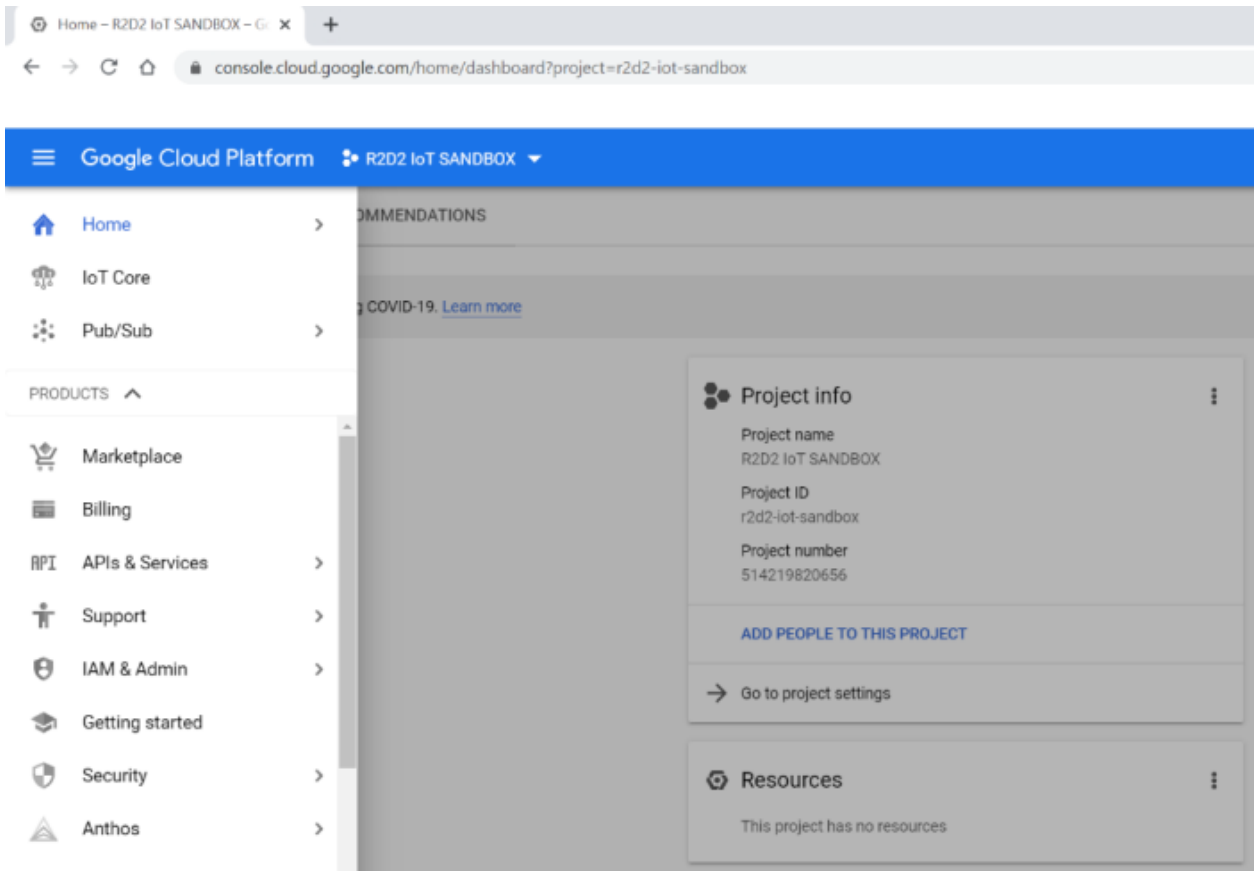 Home – R2D2 IoT SANDBOX – Go
console.cloud.google.com/home/dashboard?project=r2d2-iot-sandbox
Google Cloud Platform R2D2 IoT SANDBOX
Home
IoT Core
Pub/Sub
PRODUCTS
Marketplace
Billing
API APIs & Services
Support
IAM & Admin
Getting started
Security
Anthos
OMMENDATIONS
g COVID-19. Learn more
Project info
Project name
R2D2 IoT SANDBOX
Project ID
r2d2-iot-sandbox
Project number
514219820656
ADD PEOPLE TO THIS PROJECT
Go to project settings
Resources
This project has no resources